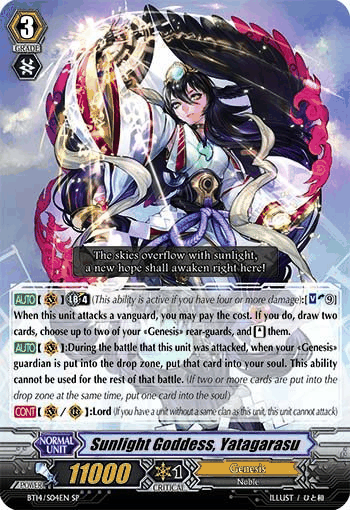 3
GRADE
The skies overflow with sunlight,
a new hope shall awaken right here!
AUTO【 】LB4 (This ability is active if you have four or more damage):[V 9]
When this unit attacks a vanguard, you may pay the cost. If you do, draw two
cards, choose up to two of your «Genesis» rear-guards, and [ ] them.
AUTO【 】:During the battle that this unit was attacked, when your «Genesis»
guardian is put into the drop zone, put that card into your soul. This ability
cannot be used for the rest of that battle. (If two or more cards are put into the
drop zone at the same time, put one card into the soul)
CONT【 / 】:Lord (If you have a unit without a same clan as this unit, this unit cannot attack)
NORMAL
UNIT
Sunlight Goddess, Yatagarasu
POWER
11000
1
CRITICAL
Genesis
Noble
BT14/S04EN SP
ILLUST / ひと和